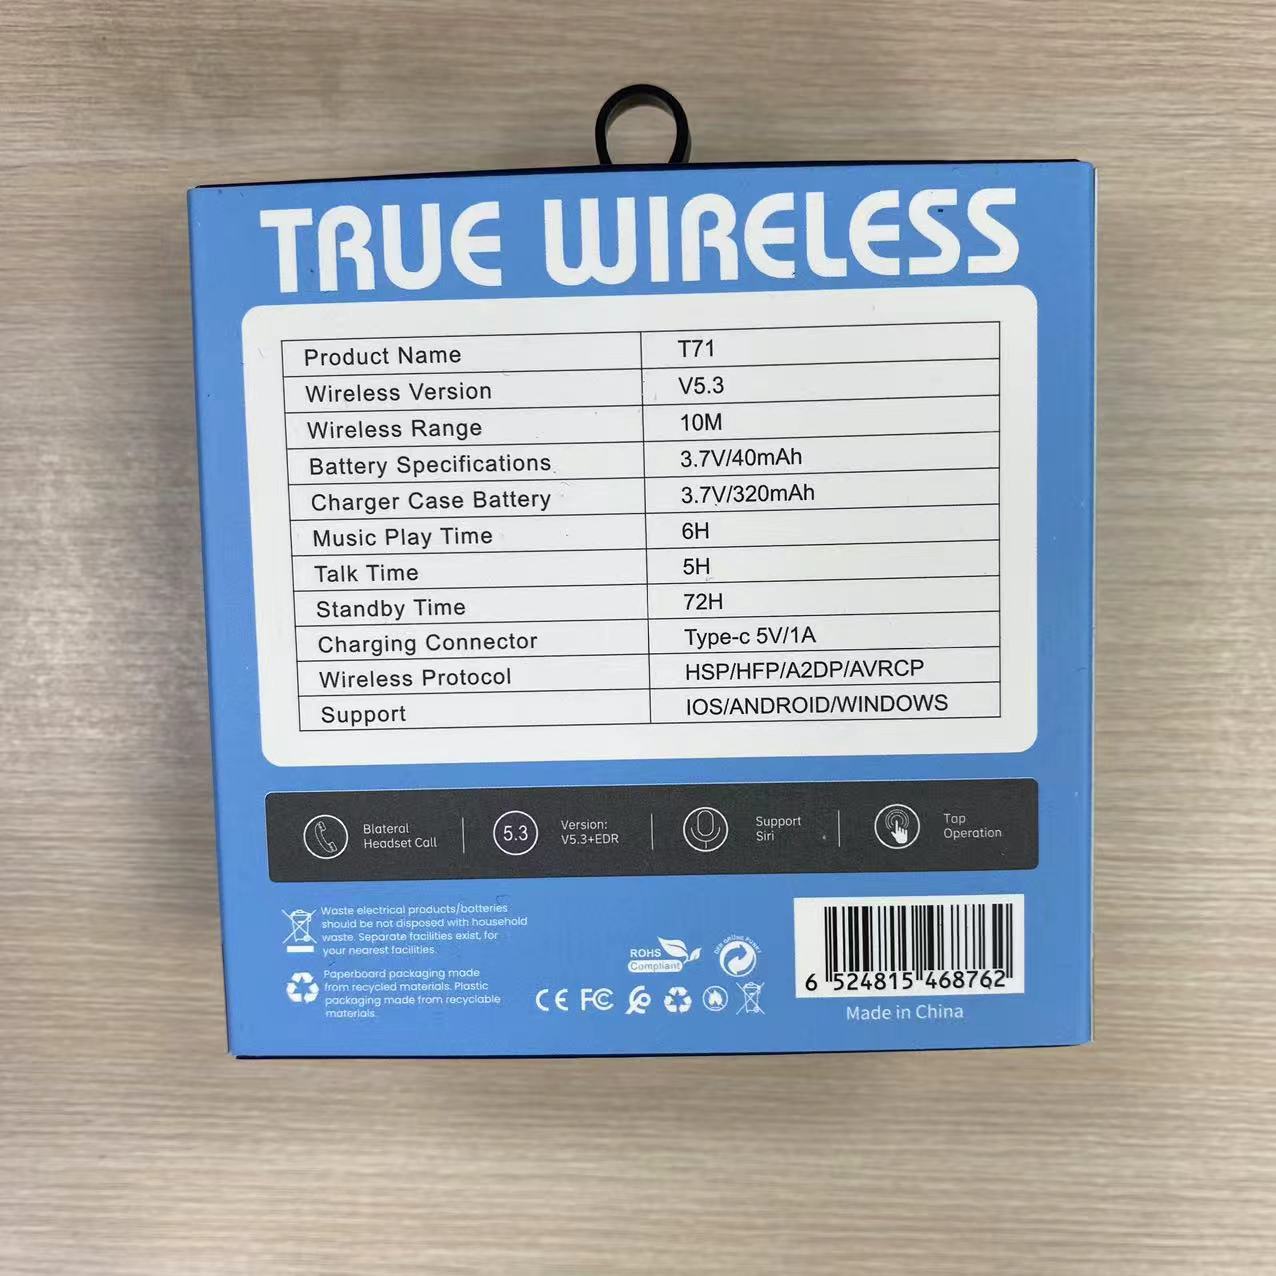 TRUE WIRELESS
Product Name T71
Wireless Version V5.3
Wireless Range 10M
Battery Specifications 3.7V/40mAh
Charger Case Battery 3.7V/320mAh
Music Play Time 6H
Talk Time 5H
Standby Time 72H
Charging Connector Type-c 5V/1A
Wireless Protocol HSP/HFP/A2DP/AVRCP
Support IOS/ANDROID/WINDOWS
Blateral
Headset Call
5.3
Version:
V5.3+EDR
Support
Siri
Tap
Operation
Waste electrical products/batteries
should be not disposed with household
waste. Separate facilities exist, for
your nearest facilities.
Paperboard packaging made
from recycled materials. Plastic
packaging made from recyclable
materials.
ROHS
Compliant
DER GRÜNE PUNKT
CE FC
6 524815 468762
Made in China